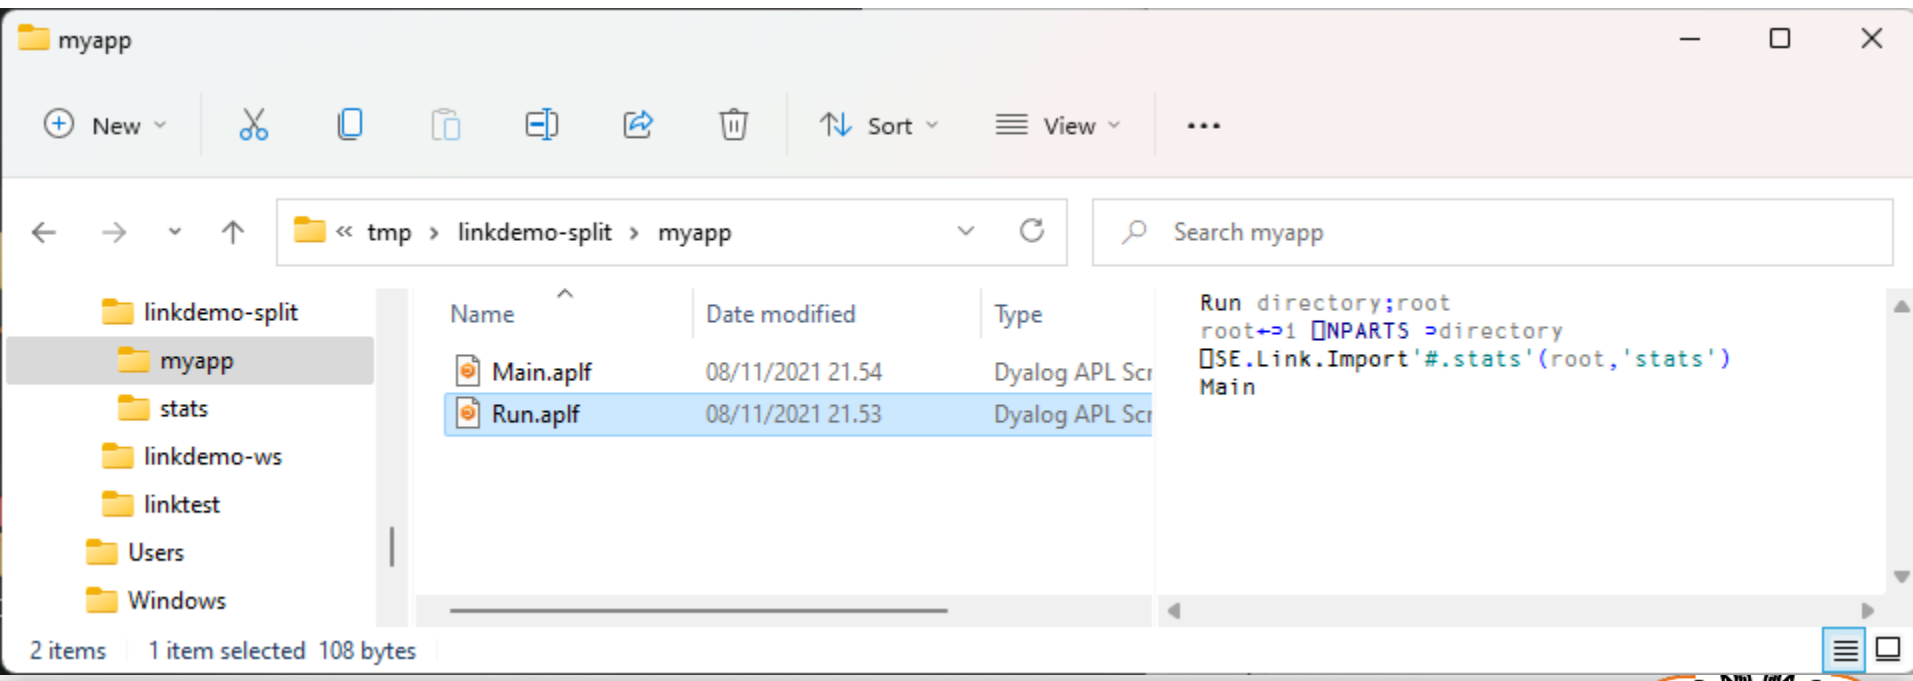 myapp
New
Sort
View
« tmp > linkdemo-split > myapp
Search myapp
linkdemo-split
myapp
stats
linkdemo-ws
linktest
Users
Windows
Name Date modified Type
Main.aplf 08/11/2021 21.54 Dyalog APL Scr
Run.aplf 08/11/2021 21.53 Dyalog APL Scr
Run directory;root
root←⊃1 ⎕NPARTS ⊃directory
⎕SE.Link.Import'#.stats'(root,'stats')
Main
2 items 1 item selected 108 bytes